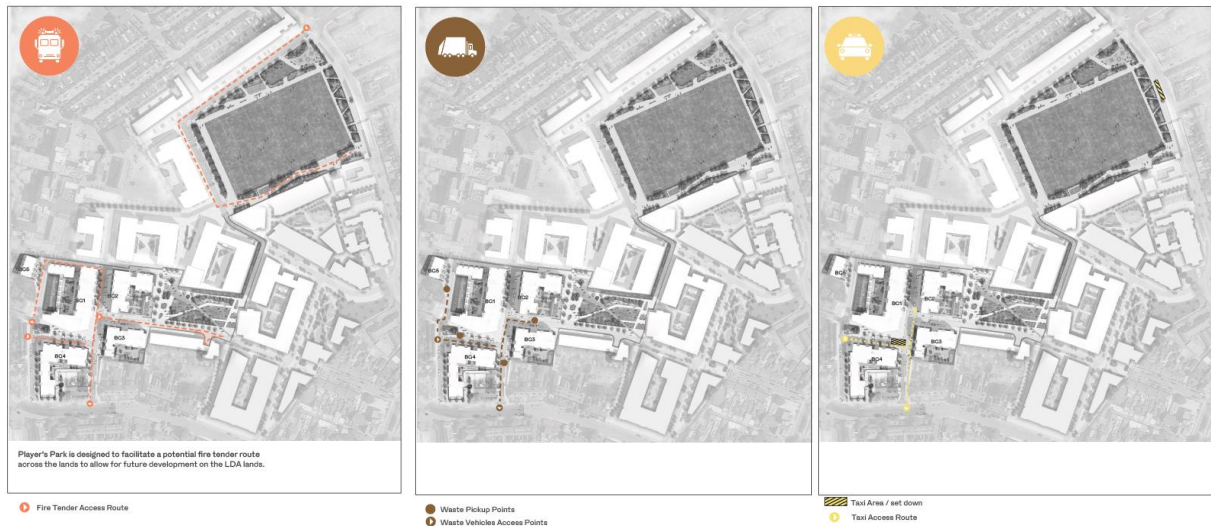 BG5
BG1
BG2
BG3
BG4
Player's Park is designed to facilitate a potential fire tender route
across the lands to allow for future development on the LDA lands.
Fire Tender Access Route
BG5
BG1
BG2
BG3
BG4
Waste Pickup Points
Waste Vehicles Access Points
BG5
BG1
BG2
BG3
BG4
Taxi Area / set down
Taxi Access Route